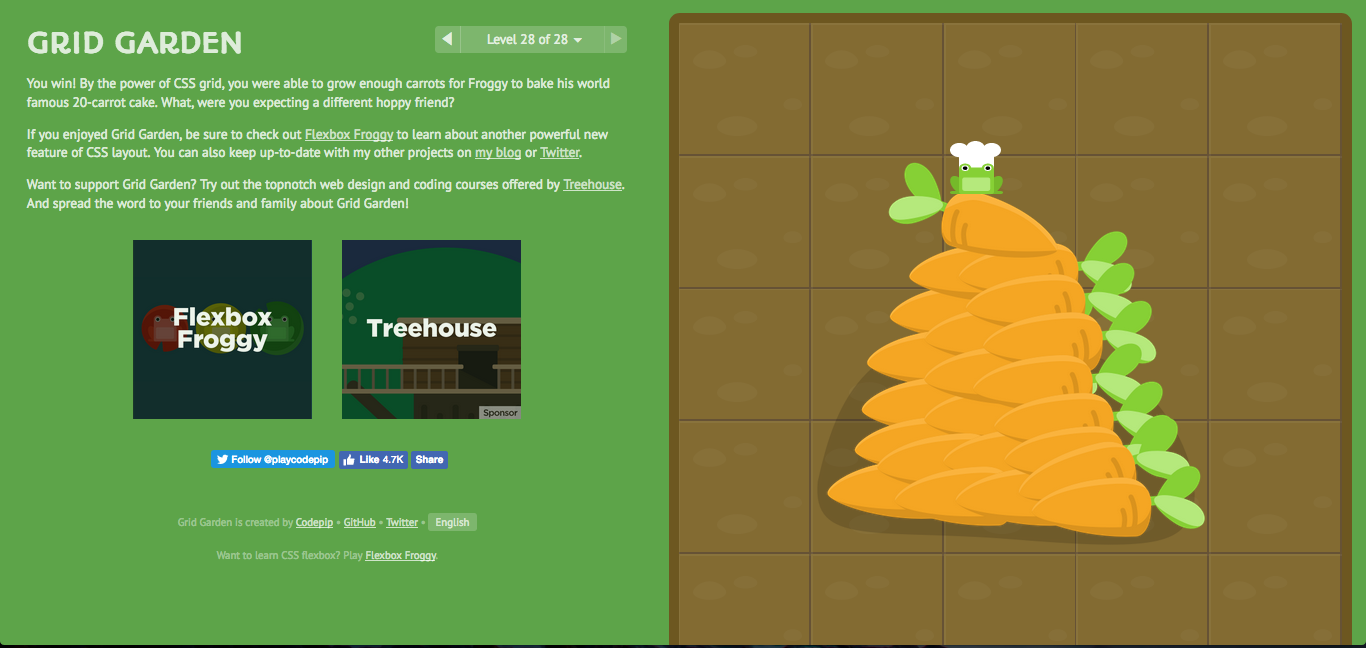 GRID GARDEN
Level 28 of 28
You win! By the power of CSS grid, you were able to grow enough carrots for Froggy to bake his world
famous 20-carrot cake. What, were you expecting a different hoppy friend?
If you enjoyed Grid Garden, be sure to check out Flexbox Froggy to learn about another powerful new
feature of CSS layout. You can also keep up-to-date with my other projects on my blog or Twitter.
Want to support Grid Garden? Try out the topnotch web design and coding courses offered by Treehouse.
And spread the word to your friends and family about Grid Garden!
Flexbox
Froggy
Treehouse
Sponsor
Follow @playcodepip
Like 4.7K
Share
Grid Garden is created by Codepip • GitHub • Twitter • English
Want to learn CSS flexbox? Play Flexbox Froggy.